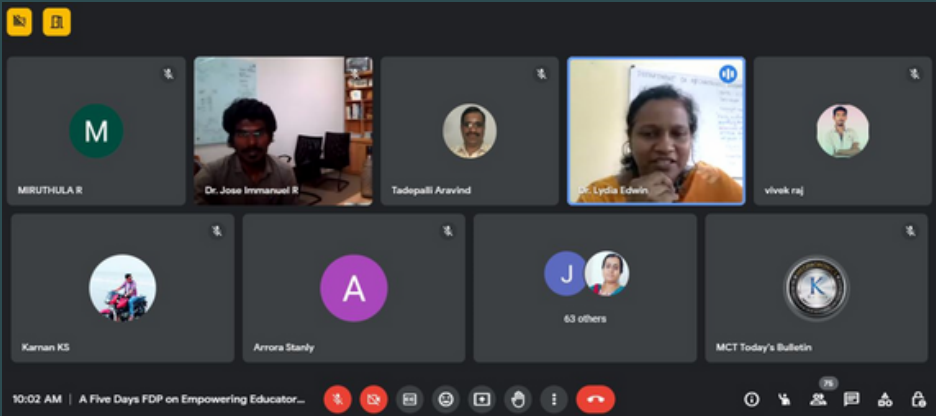 M
MIRUTHULA R
Dr. Jose Immanuel R
Tadepalli Aravind
Dr. Lydia Edwin
vivek raj
Karnan KS
A
Arrora Stanly
J
63 others
K
MCT Today's Bulletin
10:02 AM | A Five Days FDP on Empowering Educator...
76